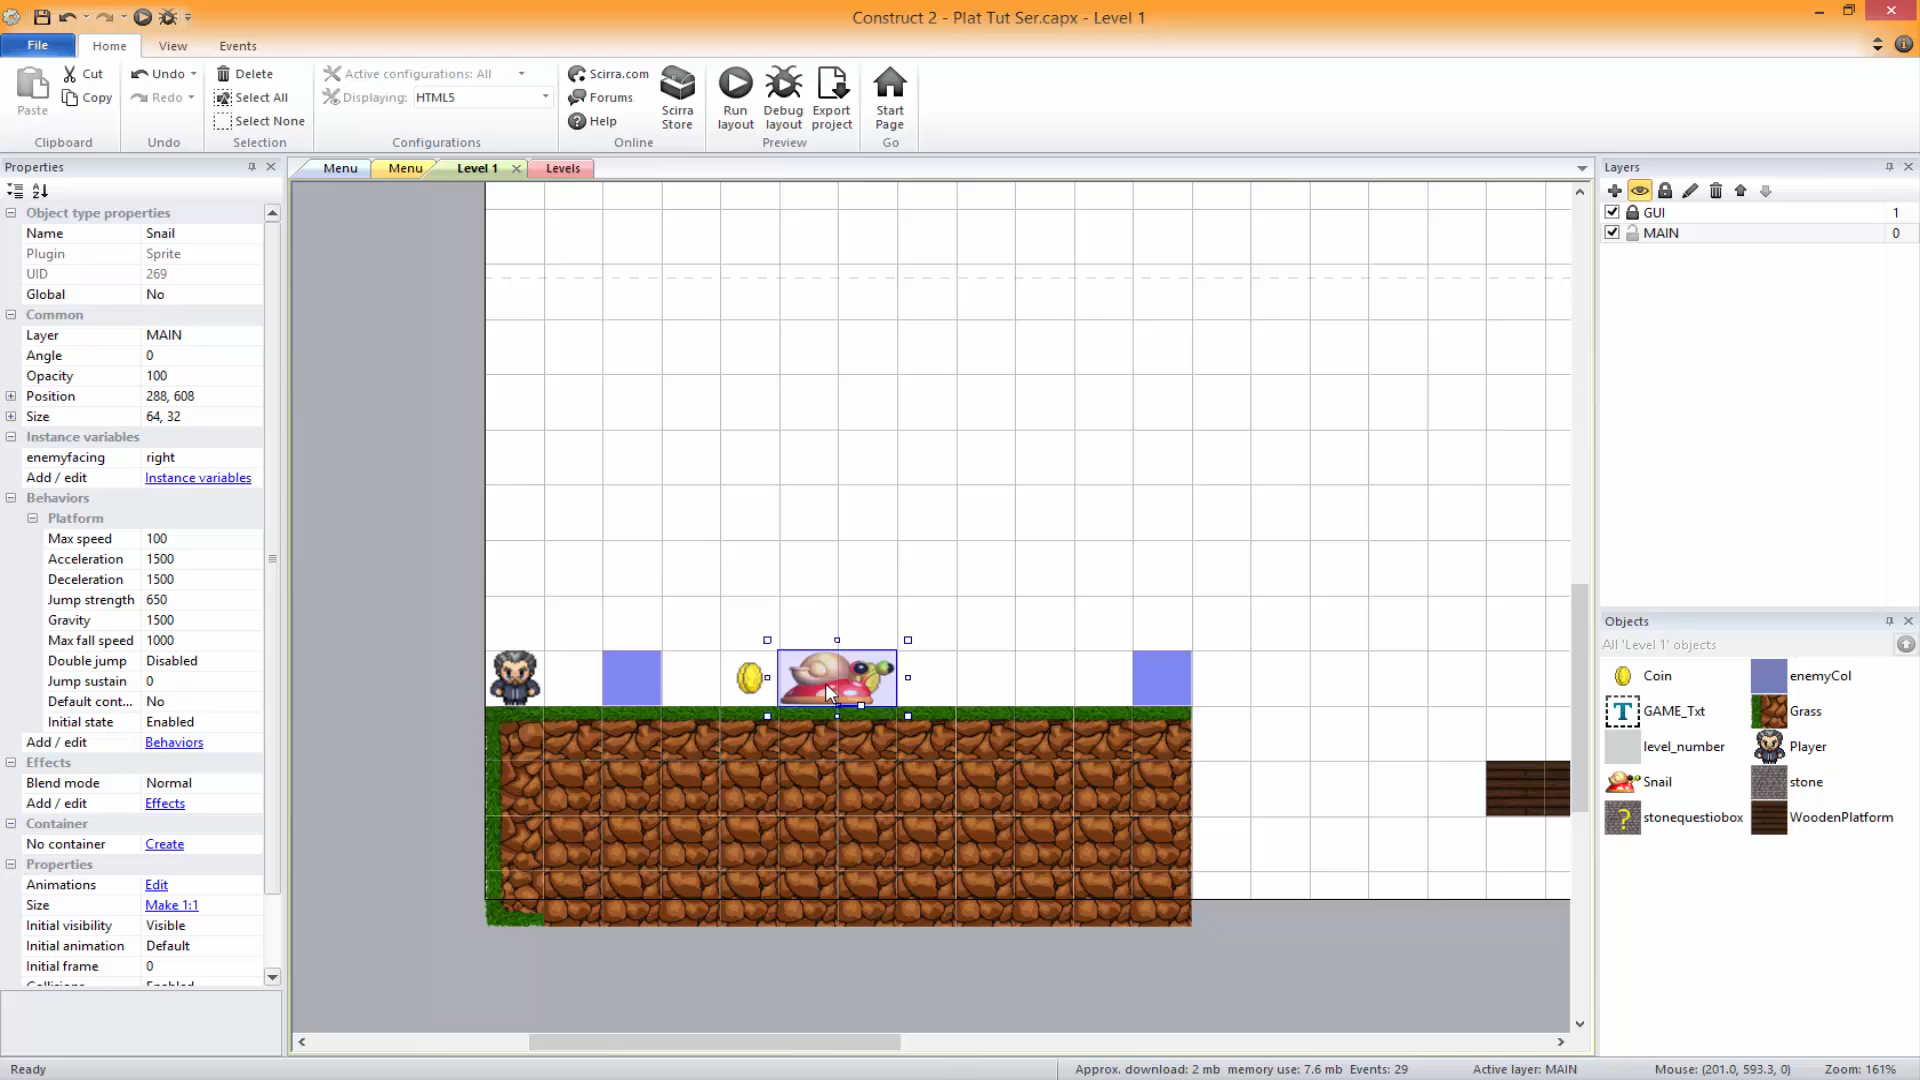 Construct 2 - Plat Tut Ser.capx - Level 1
File
Home
View
Events
Paste
Cut
Copy
Clipboard
Undo
Redo
Undo
Delete
Select All
Select None
Selection
Active configurations: All
Displaying: HTML5
Configurations
Scirra.com
Forums
Help
Scirra Store
Online
Run layout
Debug layout
Export project
Preview
Start Page
Go
Properties
Menu
Menu
Level 1
Levels
Object type properties
Name Snail
Plugin Sprite
UID 269
Global No
Common
Layer MAIN
Angle 0
Opacity 100
Position 288, 608
Size 64, 32
Instance variables
enemyfacing right
Add / edit Instance variables
Behaviors
Platform
Max speed 100
Acceleration 1500
Deceleration 1500
Jump strength 650
Gravity 1500
Max fall speed 1000
Double jump Disabled
Jump sustain 0
Default cont... No
Initial state Enabled
Add / edit Behaviors
Effects
Blend mode Normal
Add / edit Effects
Container
No container Create
Properties
Animations Edit
Size Make 1:1
Initial visibility Visible
Initial animation Default
Initial frame 0
Layers
GUI 1
MAIN 0
Objects
All 'Level 1' objects
Coin
enemyCol
T GAME_Txt
Grass
level_number
Player
Snail
stone
? stonequestiobox
WoodenPlatform
Ready
Approx. download: 2 mb memory use: 7.6 mb Events: 29
Active layer: MAIN
Mouse: (201.0, 593.3, 0)
Zoom: 161%